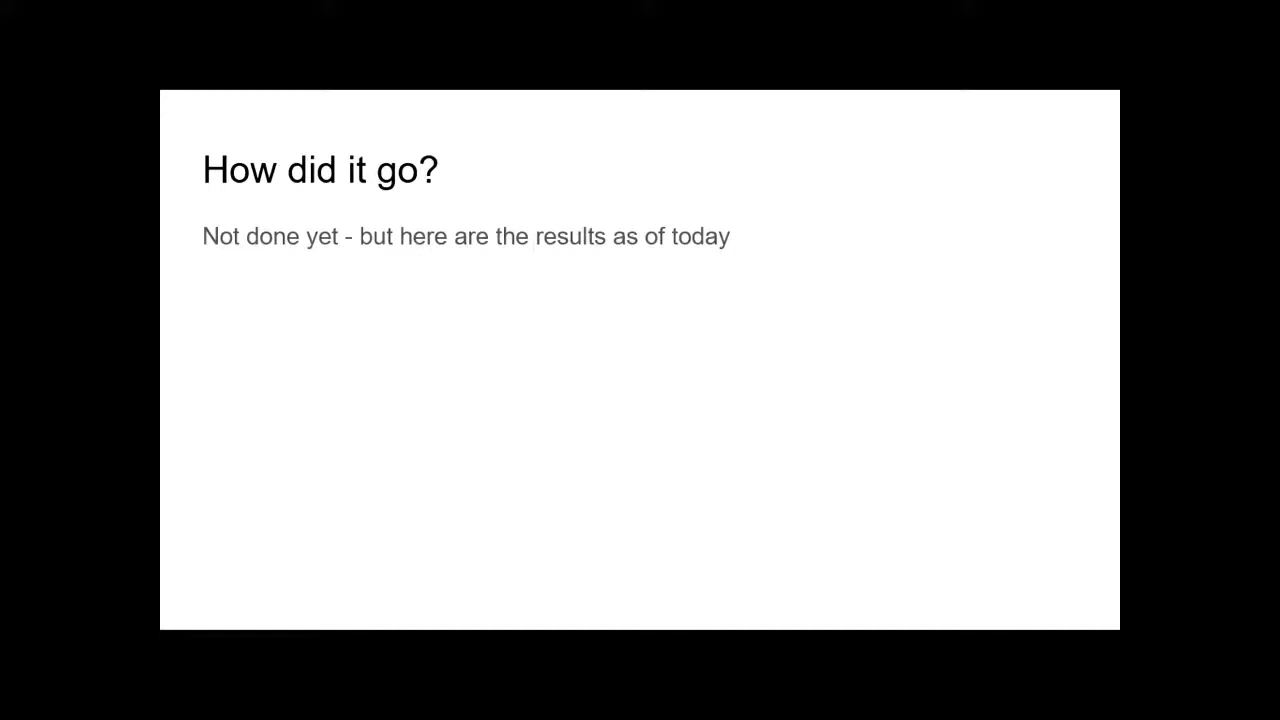 How did it go?
Not done yet - but here are the results as of today